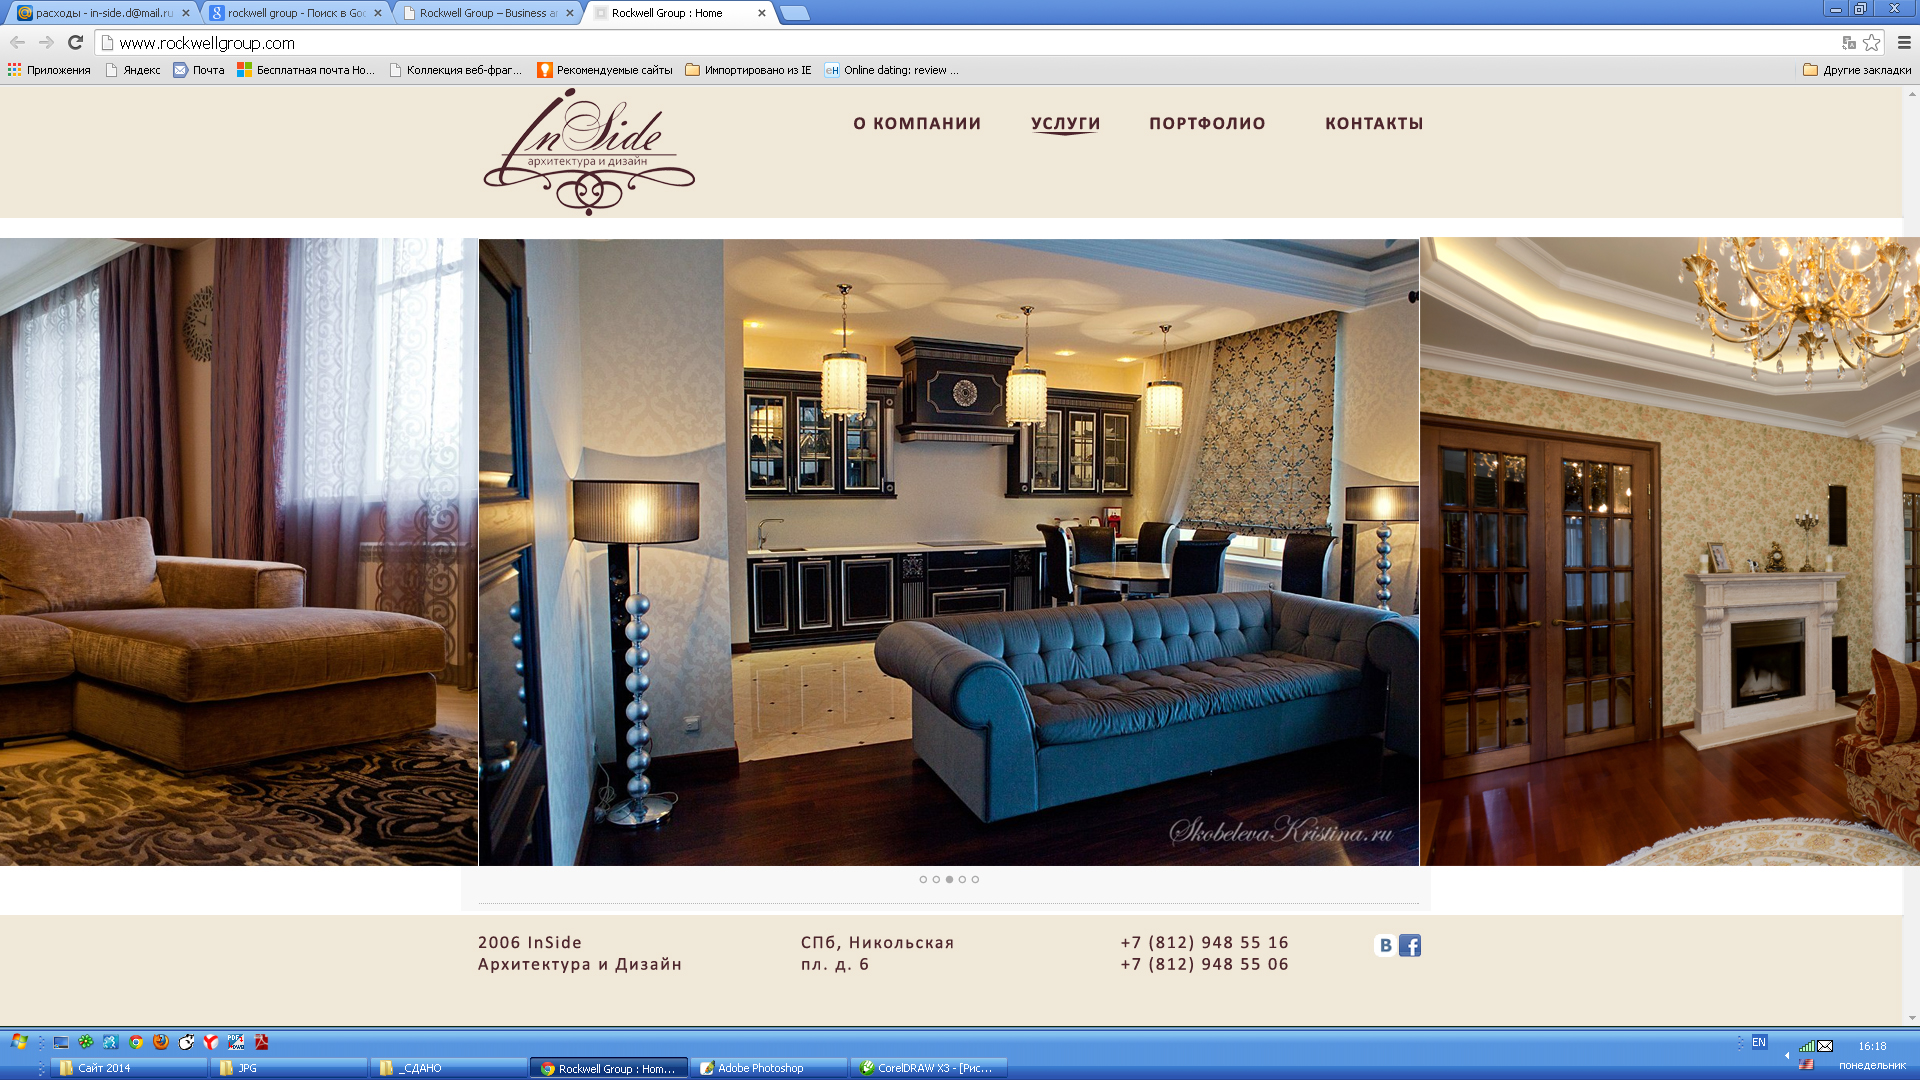 расходы - in-side.d@mail.ru
rockwell group - Поиск в Goo
Rockwell Group – Business a
Rockwell Group : Home
www.rockwellgroup.com
Приложения
Яндекс
Почта
Бесплатная почта Ho...
Коллекция веб-фраг...
Рекомендуемые сайты
Импортировано из IE
eH
Online dating: review ...
Другие закладки
InSide
архитектура и дизайн
О КОМПАНИИ
УСЛУГИ
ПОРТФОЛИО
КОНТАКТЫ
SkobelevaKristina.ru
2006 InSide
Архитектура и Дизайн
СПб, Никольская
пл. д. 6
+7 (812) 948 55 16
+7 (812) 948 55 06
B f
EN
16:18
понедельник
Сайт 2014
JPG
_СДАНО
Rockwell Group : Hom...
Adobe Photoshop
CorelDRAW X3 - [Рис...